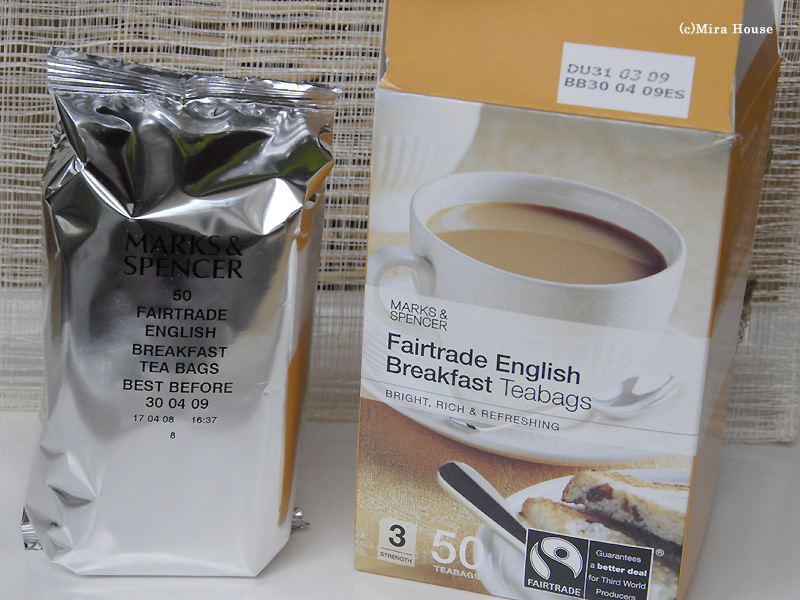 (c)Mira House
DU31 03 09
BB30 04 09ES
MARKS &
SPENCER
50
FAIRTRADE
ENGLISH
BREAKFAST
TEA BAGS
BEST BEFORE
30 04 09
17 04 08 16:37
8
MARKS &
SPENCER
Fairtrade English
Breakfast Teabags
BRIGHT, RICH & REFRESHING
3
STRENGTH
50
TEABAGS
FAIRTRADE
®
Guarantees
a better deal
for Third World
Producers